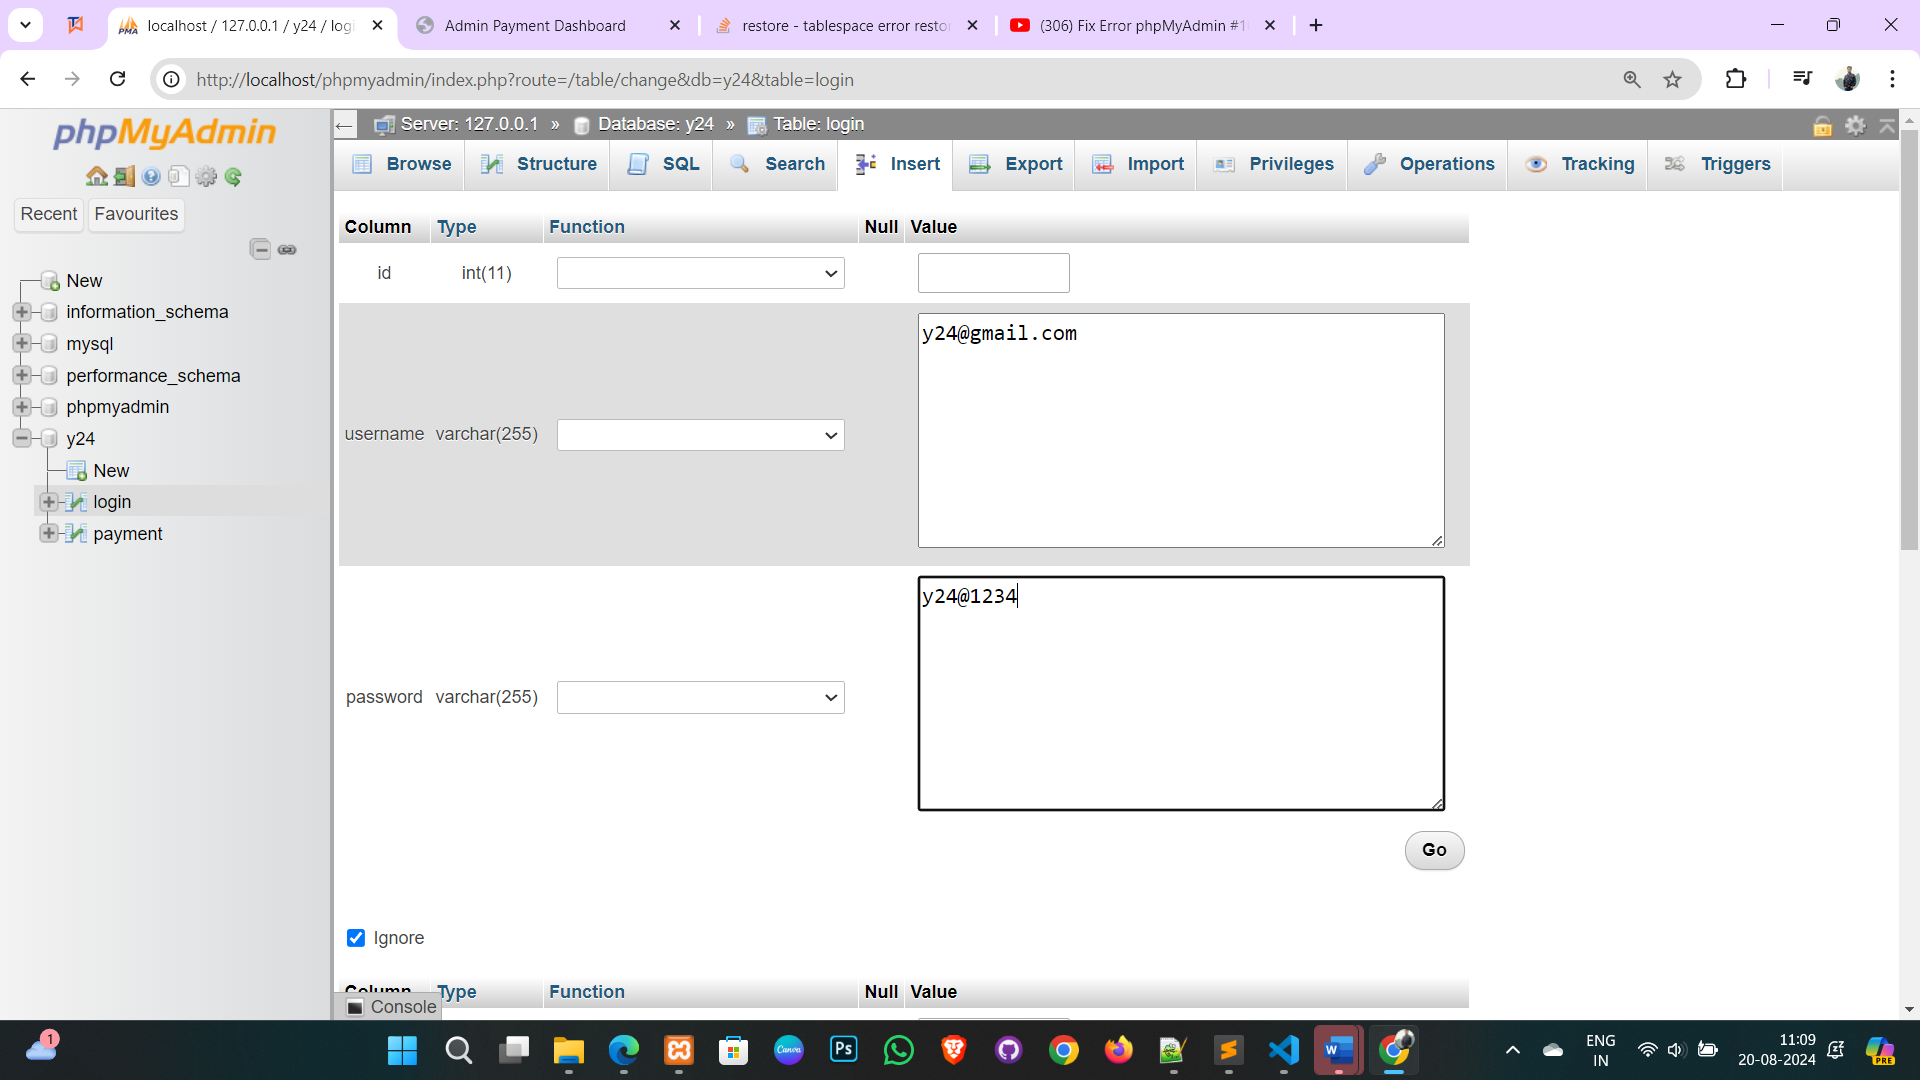 localhost / 127.0.0.1 / y24 / logi
Admin Payment Dashboard
restore - tablespace error restor
(306) Fix Error phpMyAdmin #1
http://localhost/phpmyadmin/index.php?route=/table/change&db=y24&table=login
phpMyAdmin
Recent
Favourites
New
information_schema
mysql
performance_schema
phpmyadmin
y24
New
login
payment
Server: 127.0.0.1 » Database: y24 » Table: login
Browse
Structure
SQL
Search
Insert
Export
Import
Privileges
Operations
Tracking
Triggers
Column Type Function Null Value
id int(11)
username varchar(255)
y24@gmail.com
password varchar(255)
y24@1234
Go
Ignore
Column Type Function Null Value
Console
1
Canva
Ps
ENG
IN
11:09
20-08-2024
PRE